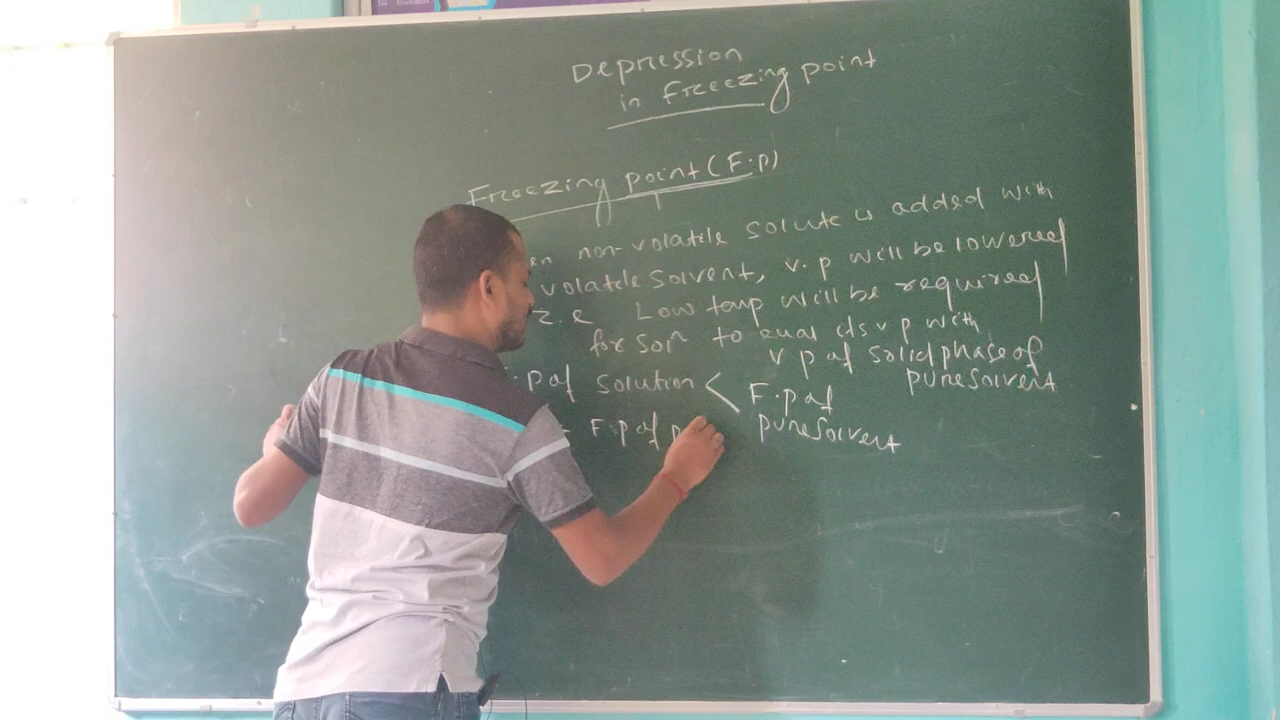 Depression
in freezing point
Freezing point (F.p)
en non-volatile solute is added with
volatile solvent, v.p will be lowered
z.e Low temp will be required
for sol^n to equal its v p with
v p of solid phase of
pure solvent
.p of solution < F.p of
pure solvent
F.p of p